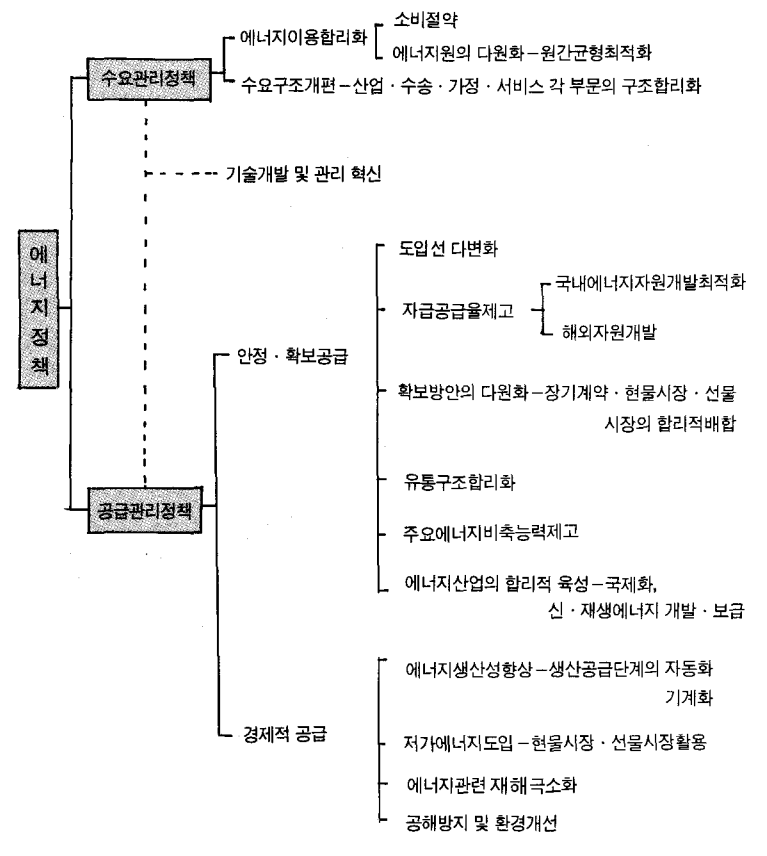 소비절약
에너지이용합리화
에너지원의 다원화–원간균형최적화
수요관리정책
수요구조개편–산업·수송·가정·서비스 각 부문의 구조합리화
기술개발 및 관리 혁신
에너지정책
도입선 다변화
국내에너지자원개발최적화
자급공급율제고
해외자원개발
안정·확보공급
확보방안의 다원화–장기계약·현물시장·선물
시장의 합리적배합
유통구조합리화
공급관리정책
주요에너지비축능력제고
에너지산업의 합리적 육성–국제화,
신·재생에너지 개발·보급
에너지생산성향상–생산공급단계의 자동화
기계화
경제적 공급
저가에너지도입–현물시장·선물시장활용
에너지관련 재해극소화
공해방지 및 환경개선